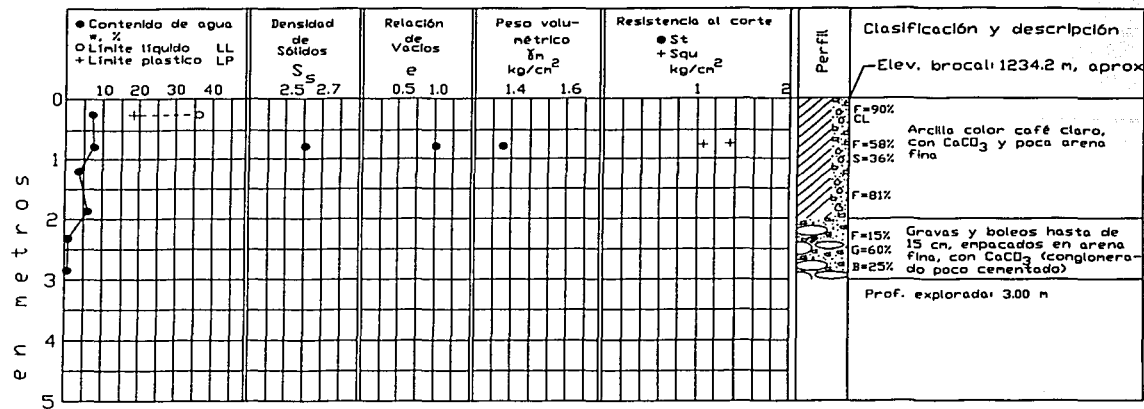 ● Contenido de agua
w, %
○ Límite líquido LL
+ Límite plastico LP
10 20 30 40
Densidad
de
Sólidos
Ss
2.5 2.7
Relación
de
Vacíos
e
0.5 1.0
Peso volu-
métrico
γm
kg/cm²
1.4 1.6
Resistencia al corte
● St
+ Squ
kg/cm²
1 2
Perfil
Clasificación y descripción
Elev. brocal: 1234.2 m, aprox
en metros
0
1
2
3
4
5
F=90%
CL
F=58%
S=36%
F=81%
Arcilla color café claro,
con CaCO3 y poca arena
fina
F=15%
G=60%
B=25%
Gravas y boleos hasta de
15 cm, empacados en arena
fina, con CaCO3 (conglomera-
do poco cementado)
Prof. explorada: 3.00 m